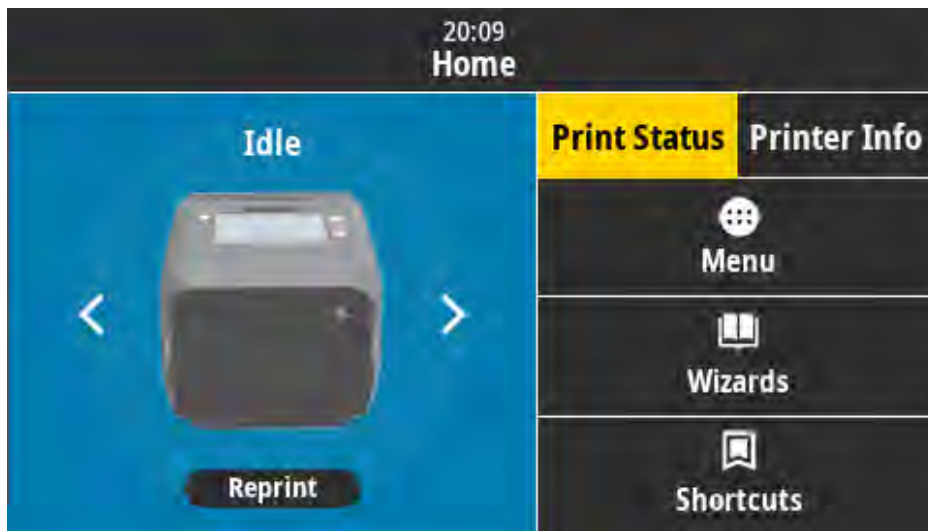 20:09
Home
Idle
Print Status
Printer Info
Menu
Wizards
Reprint
Shortcuts